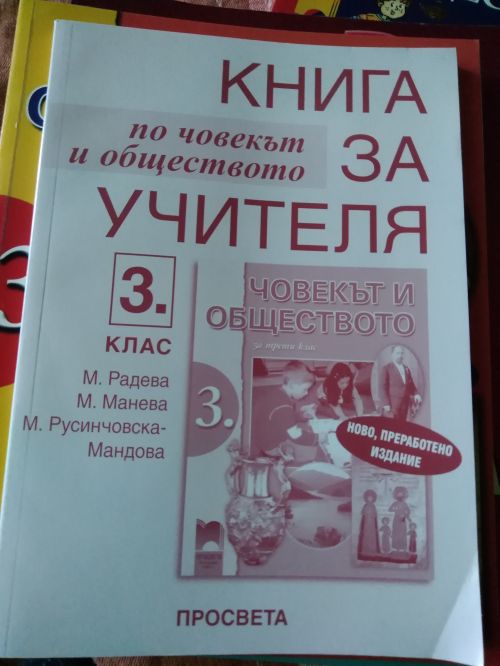 КНИГА
по човекът
и обществото
ЗА
УЧИТЕЛЯ
3.
КЛАС
М. Радева
М. Манева
М. Русинчовска-
Мандова
ЧОВЕКЪТ И
ОБЩЕСТВОТО
за трети клас
3.
НОВО, ПРЕРАБОТЕНО
ИЗДАНИЕ
ПРОСВЕТА